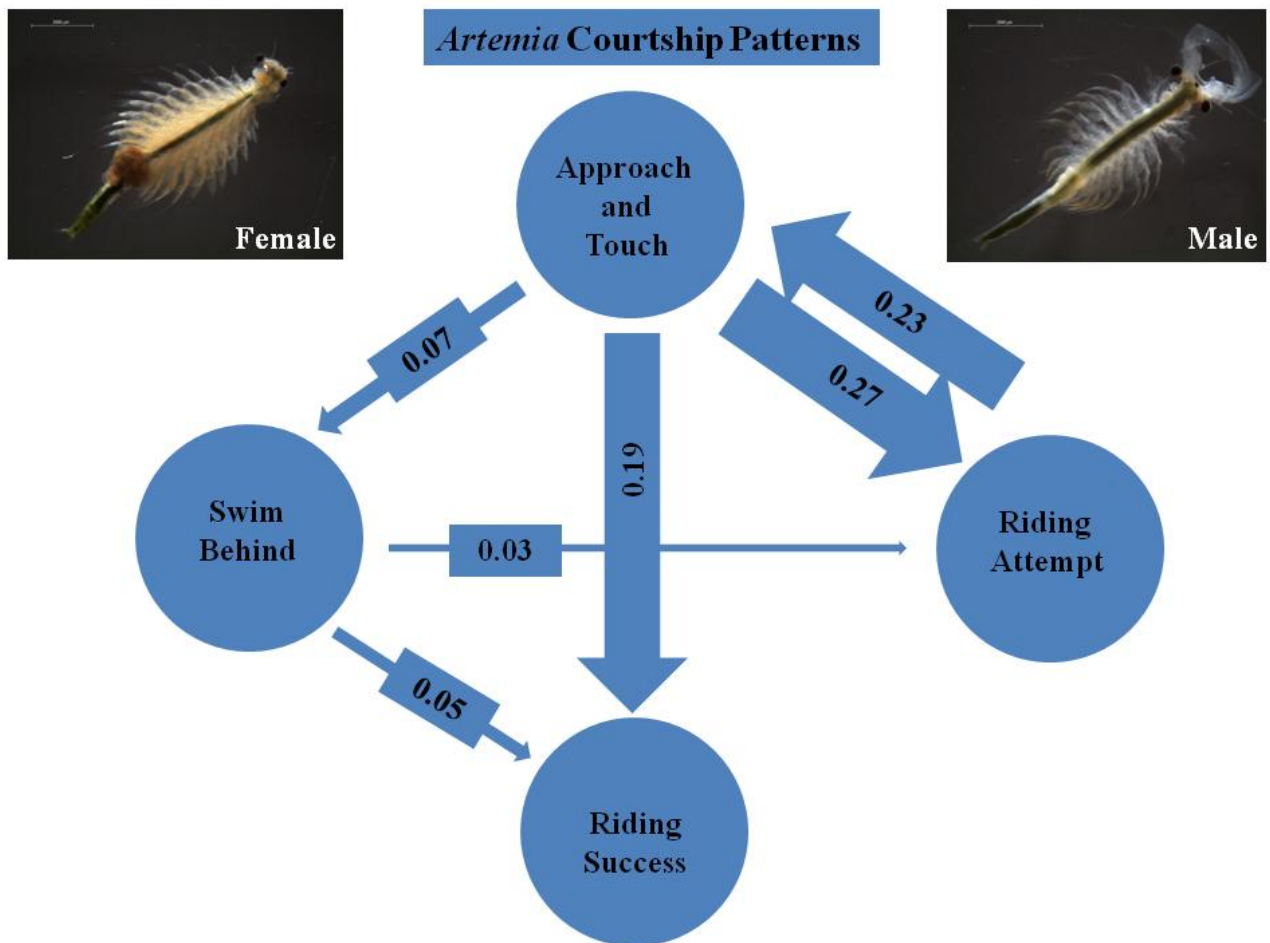 Artemia Courtship Patterns
Female
Male
Approach
and
Touch
0.07
0.23
0.27
0.19
Swim
Behind
0.03
Riding
Attempt
0.05
Riding
Success